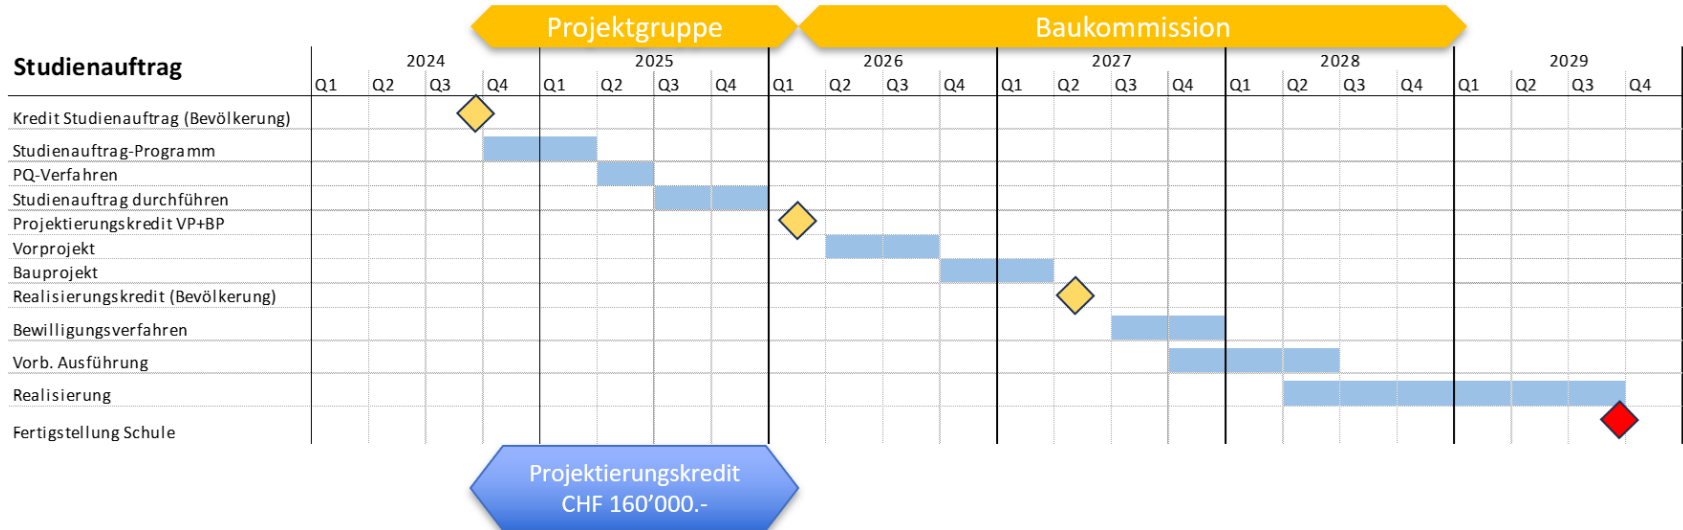 Projektgruppe
Baukommission
Studienauftrag
2024
2025
2026
2027
2028
2029
Q1 Q2 Q3 Q4 Q1 Q2 Q3 Q4 Q1 Q2 Q3 Q4 Q1 Q2 Q3 Q4 Q1 Q2 Q3 Q4 Q1 Q2 Q3 Q4
Kredit Studienauftrag (Bevölkerung)
Studienauftrag-Programm
PQ-Verfahren
Studienauftrag durchführen
Projektierungskredit VP+BP
Vorprojekt
Bauprojekt
Realisierungskredit (Bevölkerung)
Bewilligungsverfahren
Vorb. Ausführung
Realisierung
Fertigstellung Schule
Projektierungskredit
CHF 160’000.-